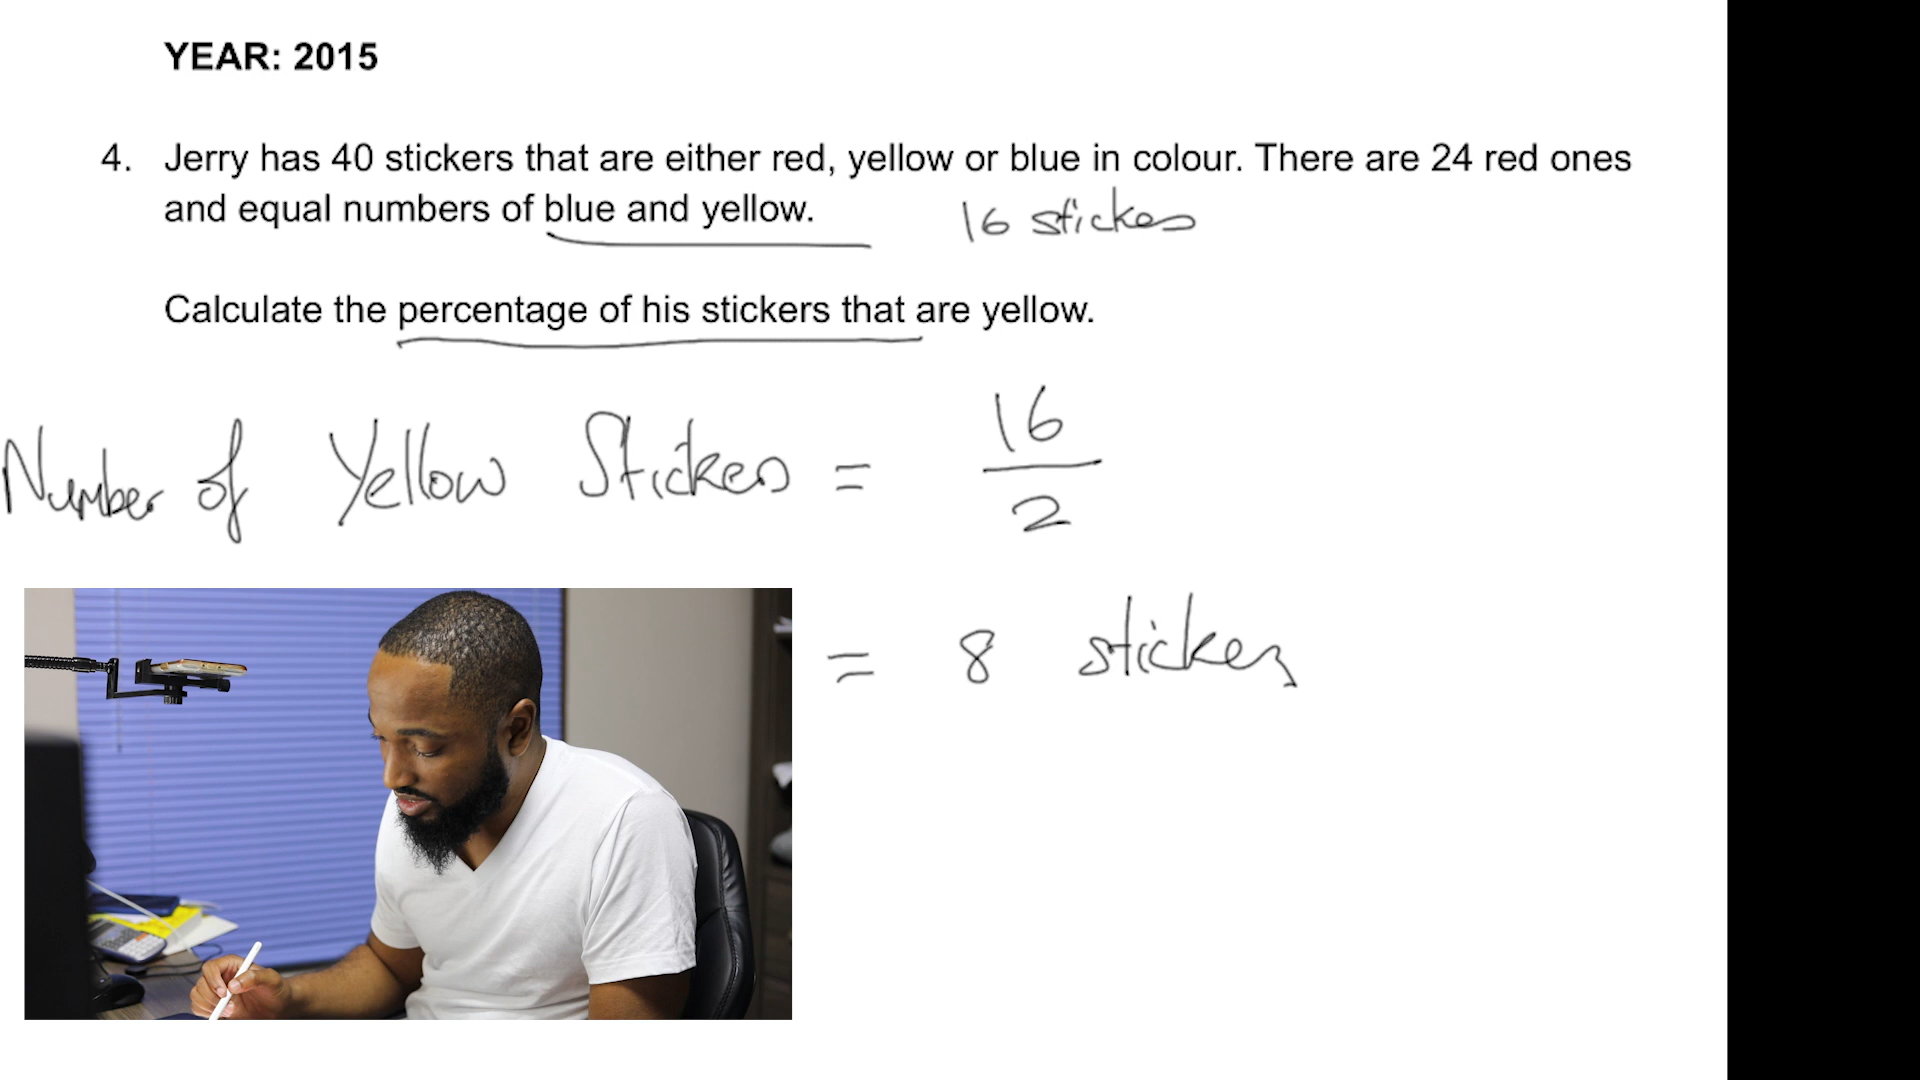 YEAR: 2015
4. Jerry has 40 stickers that are either red, yellow or blue in colour. There are 24 red ones
and equal numbers of blue and yellow.
16 stickes
Calculate the percentage of his stickers that are yellow.
Number of Yellow Stickers = 16/2
= 8 stickers